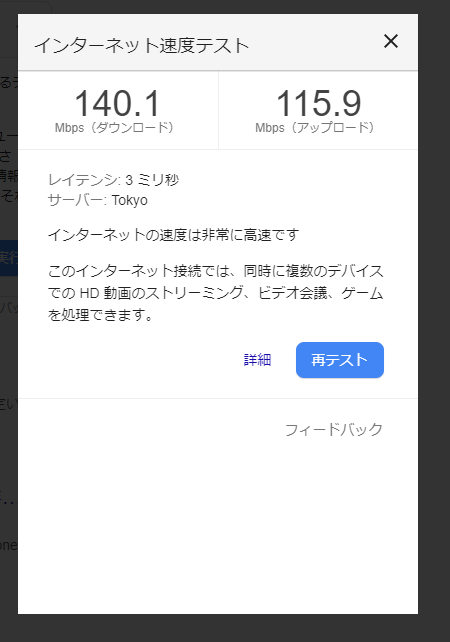 インターネット速度テスト
140.1
Mbps（ダウンロード）
115.9
Mbps（アップロード）
レイテンシ: 3 ミリ秒
サーバー: Tokyo
インターネットの速度は非常に高速です
このインターネット接続では、同時に複数のデバイス
での HD 動画のストリーミング、ビデオ会議、ゲーム
を処理できます。
詳細
再テスト
フィードバック